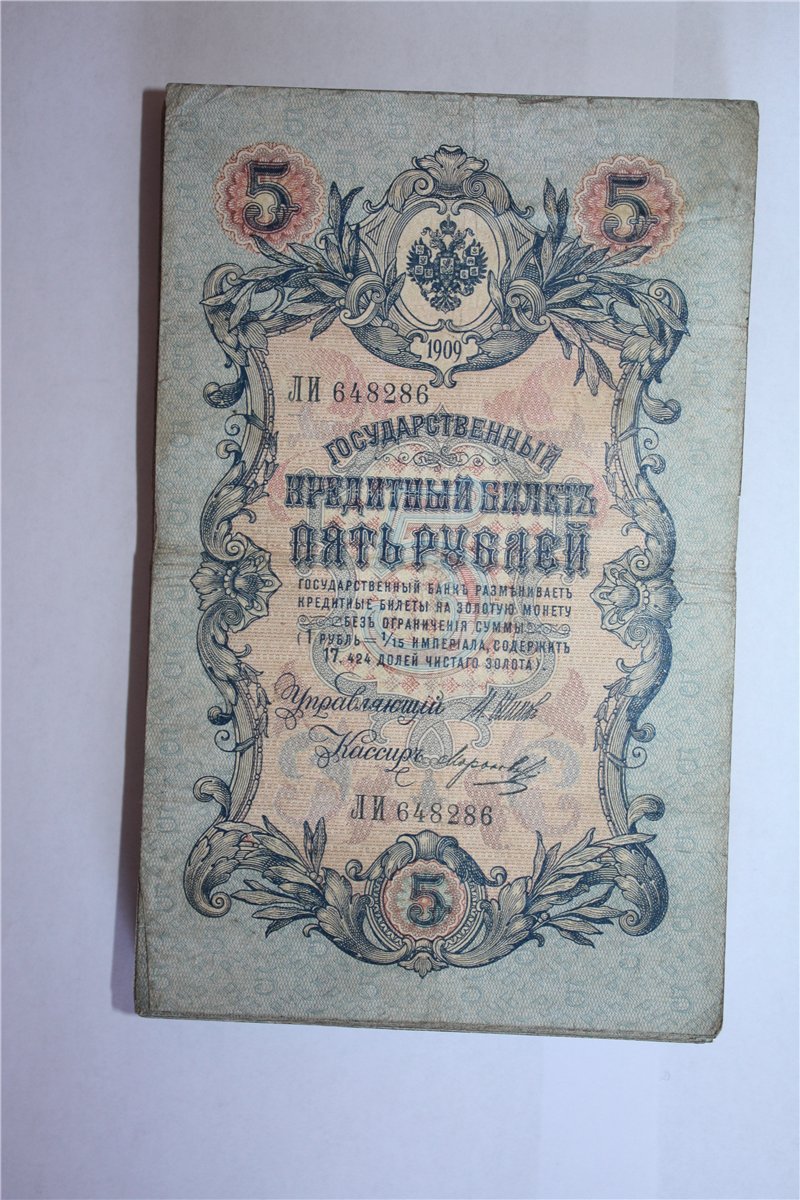 5 5
1909
ЛИ 648286
ГОСУДАРСТВЕННЫЙ
КРЕДИТНЫЙ БИЛЕТЪ
ПЯТЬ РУБЛЕЙ
ГОСУДАРСТВЕННЫЙ БАНКЪ РАЗМѢНИВАЕТЪ
КРЕДИТНЫЕ БИЛЕТЫ НА ЗОЛОТУЮ МОНЕТУ
БЕЗЪ ОГРАНИЧЕНІЯ СУММЫ
(1 РУБЛЬ = 1/15 ИМПЕРІАЛА, СОДЕРЖИТЪ
17,424 ДОЛЕЙ ЧИСТАГО ЗОЛОТА).
Управляющій
Кассиръ
ЛИ 648286
5